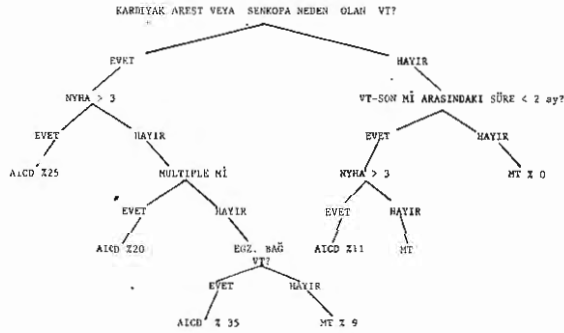 KARDİYAK AREST VEYA SENKOPA NEDEN OLAN VT?
EVET HAYIR
NYHA > 3 VT-SON Mİ ARASINDAKI SÜRE < 2 ay?
EVET HAYIR EVET HAYIR
AICD %25 MULTIPLE Mİ NYHA > 3 MT % 0
EVET HAYIR EVET HAYIR
AICD %20 EGZ. BAĞ VT? AICD %11 MT
EVET HAYIR
AICD % 35 MT % 9